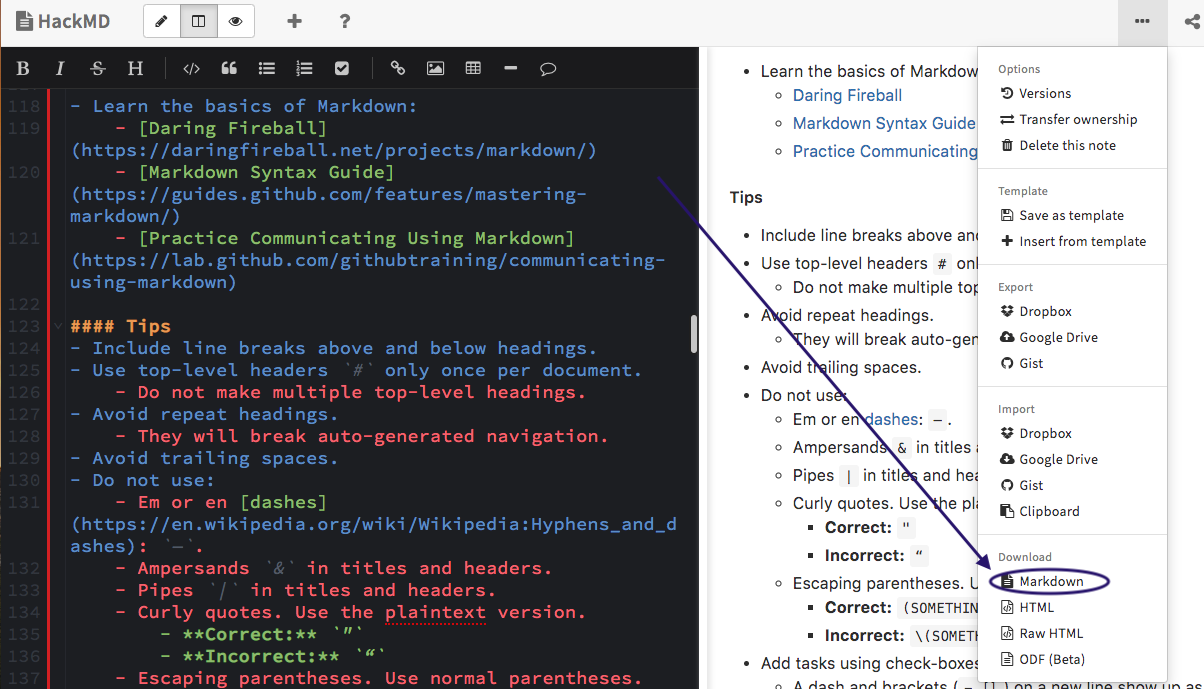 HackMD
?
B I S H
118 - Learn the basics of Markdown:
119 - [Daring Fireball]
(https://daringfireball.net/projects/markdown/)
120 - [Markdown Syntax Guide]
(https://guides.github.com/features/mastering-
markdown/)
121 - [Practice Communicating Using Markdown]
(https://lab.github.com/githubtraining/communicating-
using-markdown)
122
123 #### Tips
124 - Include line breaks above and below headings.
125 - Use top-level headers `#` only once per document.
126 - Do not make multiple top-level headings.
127 - Avoid repeat headings.
128 - They will break auto-generated navigation.
129 - Avoid trailing spaces.
130 - Do not use:
131 - Em or en [dashes]
(https://en.wikipedia.org/wiki/Wikipedia:Hyphens_and_d
ashes): `—`.
132 - Ampersands `&` in titles and headers.
133 - Pipes `|` in titles and headers.
134 - Curly quotes. Use the plaintext version.
135 - **Correct:** `"`
136 - **Incorrect:** `“`
137 - Escaping parentheses. Use normal parentheses.
• Learn the basics of Markdow
Daring Fireball
Markdown Syntax Guide
Practice Communicating
Tips
• Include line breaks above an
• Use top-level headers # onl
Do not make multiple top
• Avoid repeat headings.
They will break auto-gen
• Avoid trailing spaces.
• Do not use:
Em or en dashes: —.
Ampersands & in titles a
Pipes | in titles and hea
Curly quotes. Use the pla
Correct: "
Incorrect: “
Escaping parentheses. U
Correct: (SOMETHIN
Incorrect: \(SOMETH
• Add tasks using check-boxes
A dash and brackets ( - [] ) on a new line show up as
Options
Versions
Transfer ownership
Delete this note
Template
Save as template
Insert from template
Export
Dropbox
Google Drive
Gist
Import
Dropbox
Google Drive
Gist
Clipboard
Download
Markdown
HTML
Raw HTML
ODF (Beta)